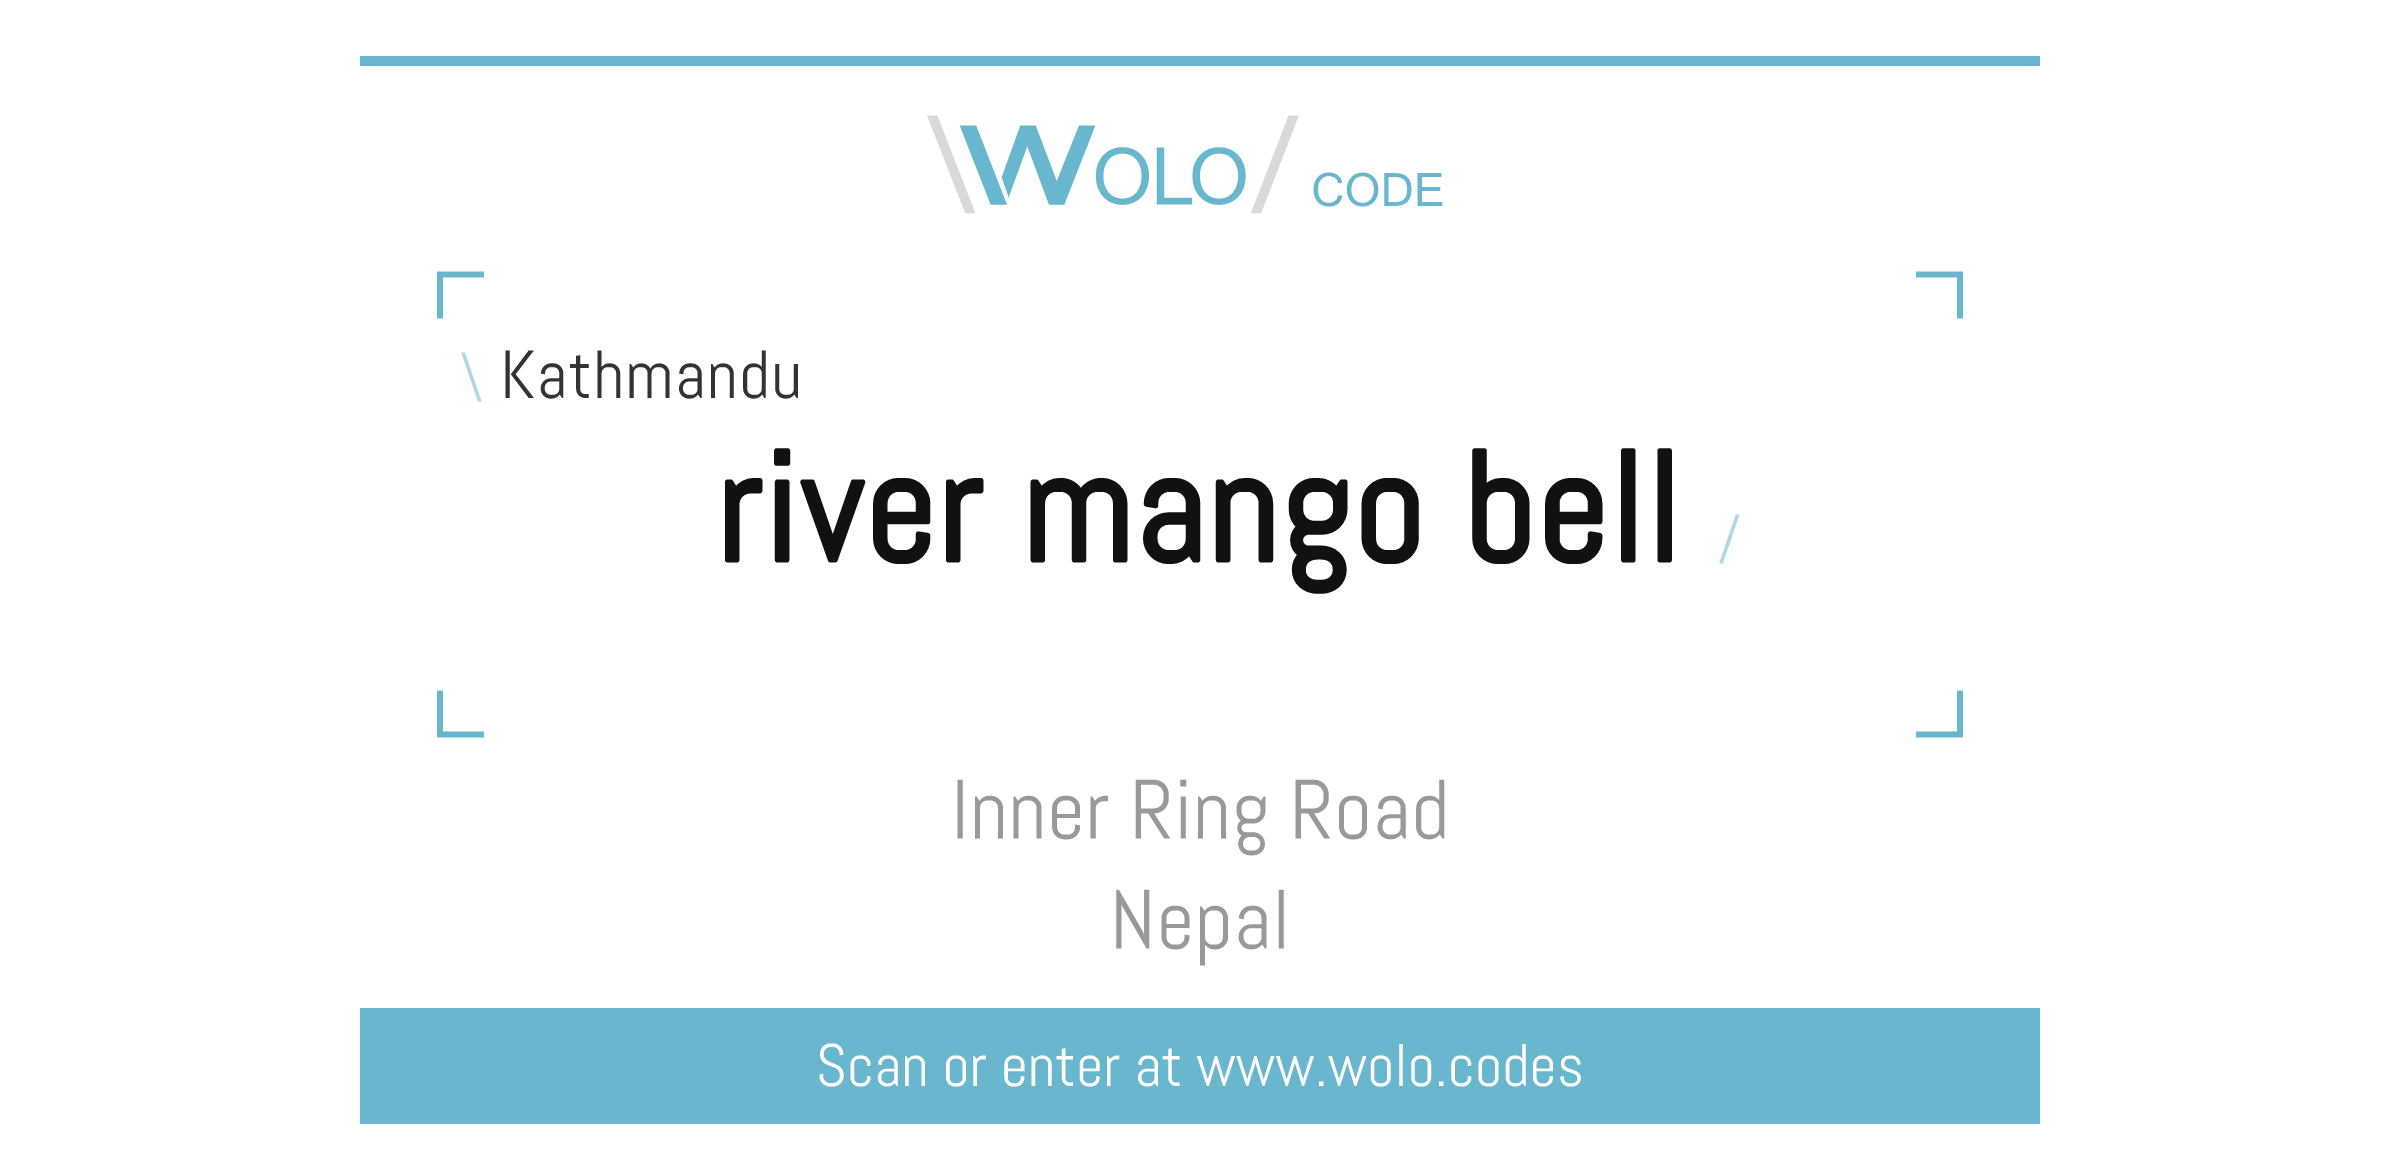 \WOLO/ CODE
\ Kathmandu
river mango bell /
Inner Ring Road
Nepal
Scan or enter at www.wolo.codes